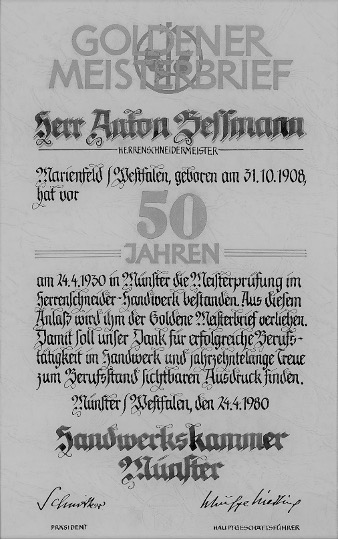 GOLDENER
MEISTERBRIEF
Herr Anton Sessmann
HERRENSCHNEIDERMEISTER
Marienfeld / Westfalen, geboren am 31.10.1908,
hat vor
50
JAHREN
am 24.4.1930 in Münster die Meisterprüfung im
Herrenschneider-Handwerk bestanden. Aus diesem
Anlaß wird ihm der Goldene Meisterbrief verliehen.
Damit soll unser Dank für erfolgreiche Berufs-
tätigkeit im Handwerk und jahrzehntelange Treue
zum Berufsstand sichtbaren Ausdruck finden.
Münster / Westfalen, den 24.4.1980
Handwerkskammer
Münster
PRÄSIDENT
HAUPTGESCHÄFTSFÜHRER